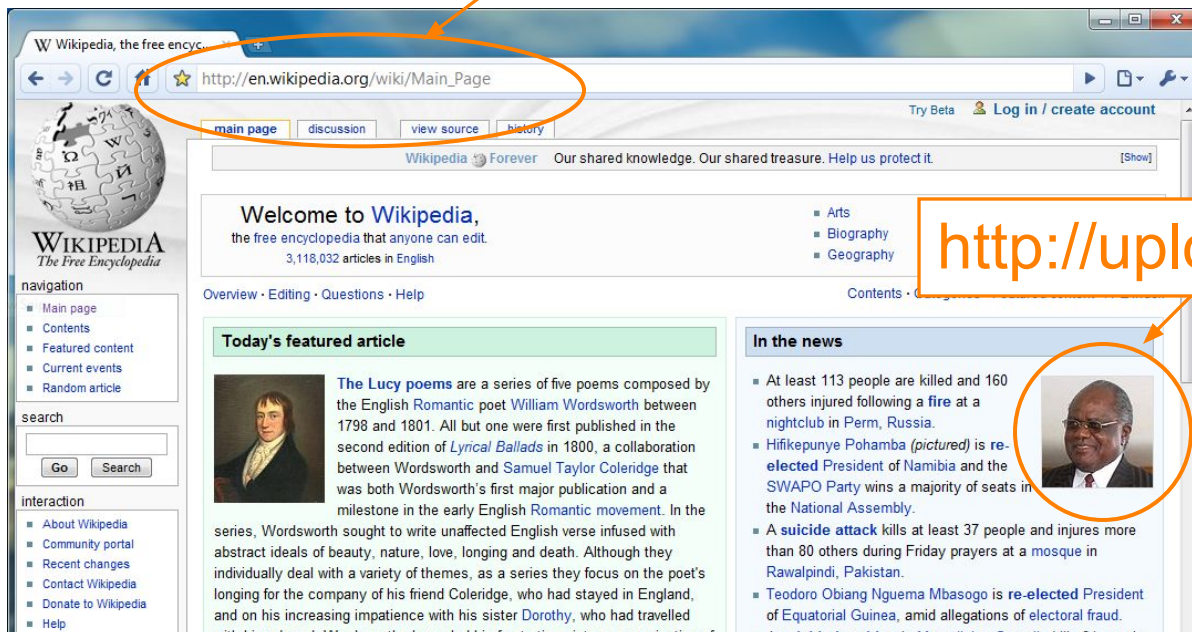 W Wikipedia, the free encyc...
http://en.wikipedia.org/wiki/Main_Page
Try Beta Log in / create account
main page discussion view source history
Wikipedia Forever Our shared knowledge. Our shared treasure. Help us protect it. [Show]
WIKIPEDIA
The Free Encyclopedia
Welcome to Wikipedia,
the free encyclopedia that anyone can edit.
3,118,032 articles in English
Arts
Biography
Geography
http://uplo
Overview · Editing · Questions · Help
Contents ·
navigation
Main page
Contents
Featured content
Current events
Random article
search
Go Search
interaction
About Wikipedia
Community portal
Recent changes
Contact Wikipedia
Donate to Wikipedia
Help
Today's featured article
The Lucy poems are a series of five poems composed by
the English Romantic poet William Wordsworth between
1798 and 1801. All but one were first published in the
second edition of Lyrical Ballads in 1800, a collaboration
between Wordsworth and Samuel Taylor Coleridge that
was both Wordsworth's first major publication and a
milestone in the early English Romantic movement. In the
series, Wordsworth sought to write unaffected English verse infused with
abstract ideals of beauty, nature, love, longing and death. Although they
individually deal with a variety of themes, as a series they focus on the poet's
longing for the company of his friend Coleridge, who had stayed in England,
and on his increasing impatience with his sister Dorothy, who had travelled
In the news
At least 113 people are killed and 160
others injured following a fire at a
nightclub in Perm, Russia.
Hifikepunye Pohamba (pictured) is re-
elected President of Namibia and the
SWAPO Party wins a majority of seats in
the National Assembly.
A suicide attack kills at least 37 people and injures more
than 80 others during Friday prayers at a mosque in
Rawalpindi, Pakistan.
Teodoro Obiang Nguema Mbasogo is re-elected President
of Equatorial Guinea, amid allegations of electoral fraud.